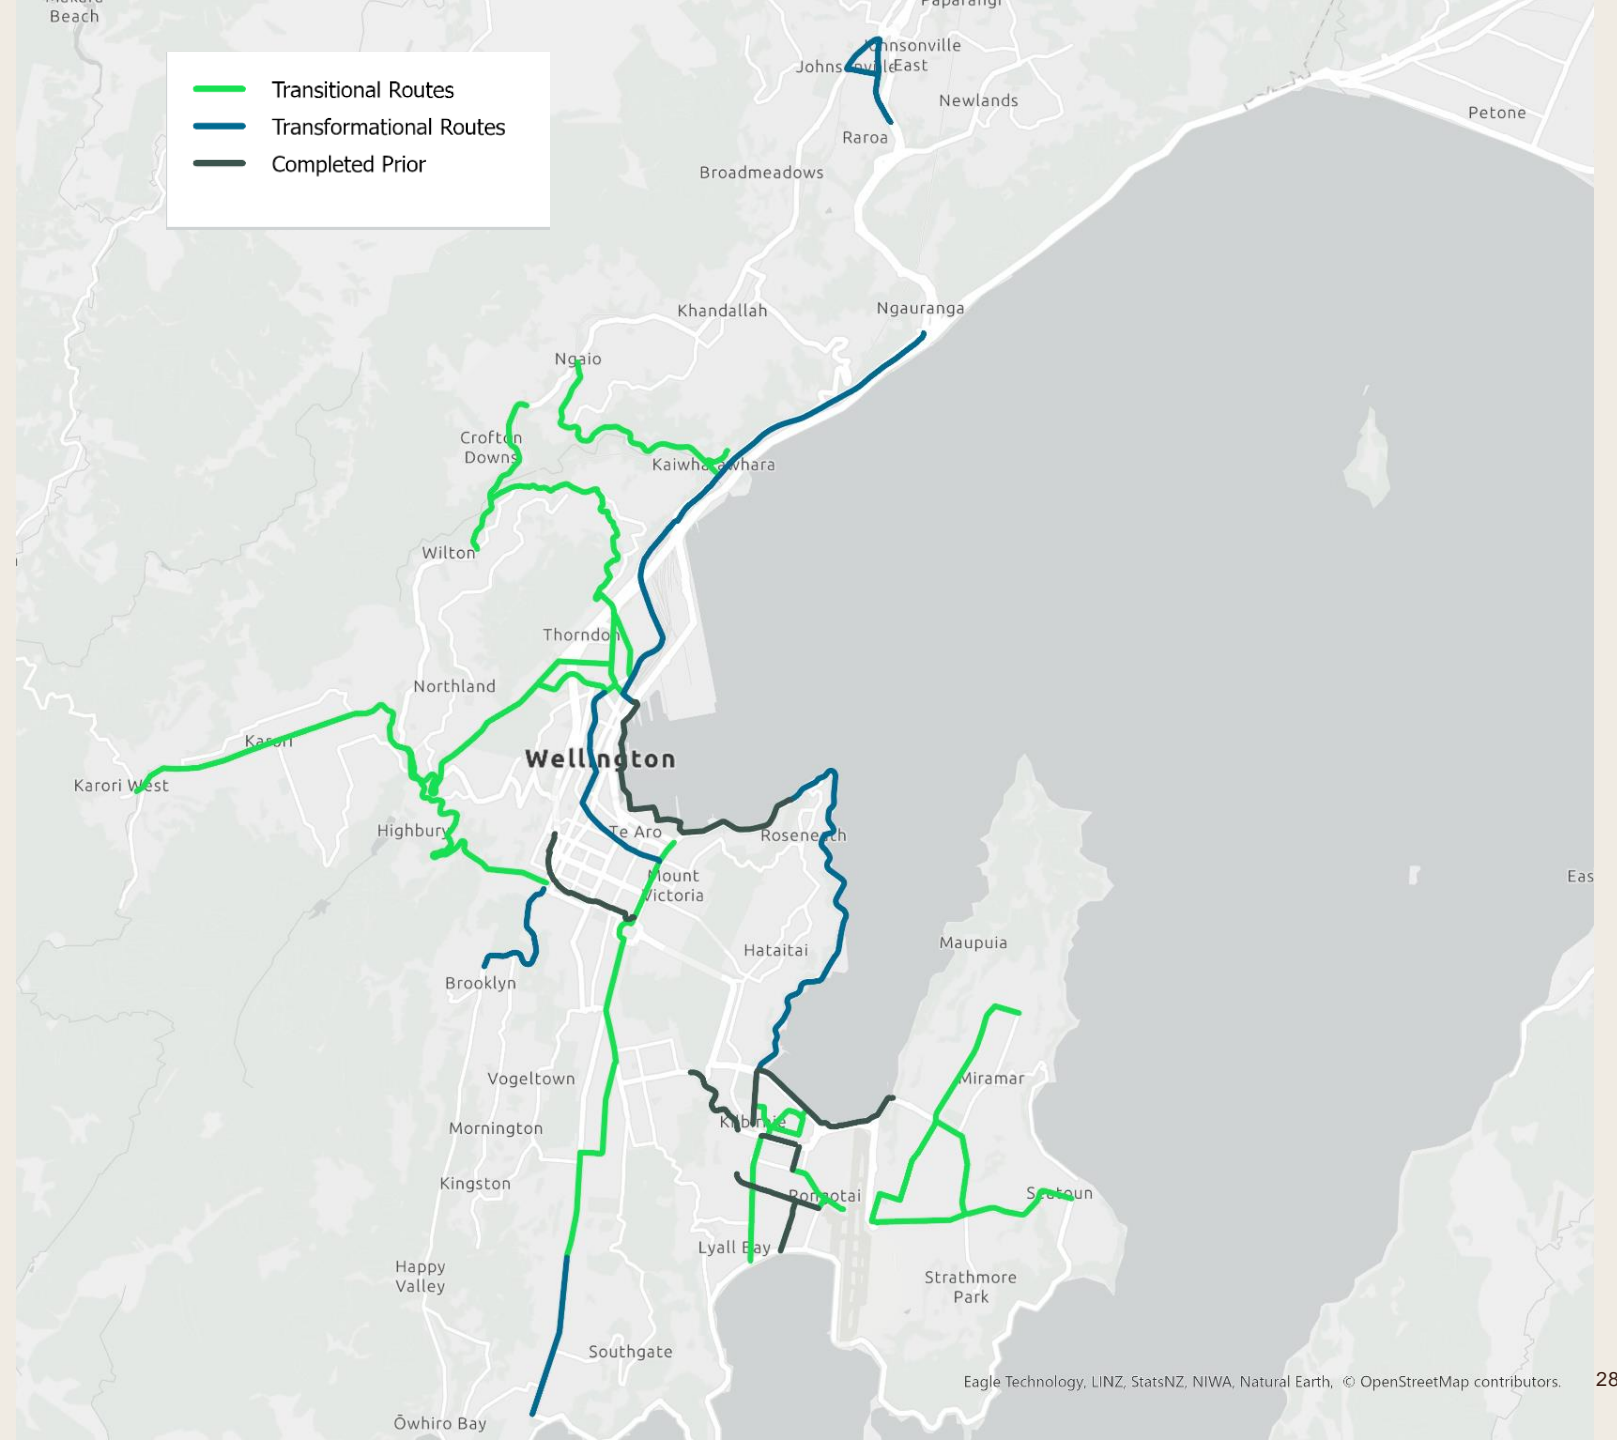 Beach
Transitional Routes
Transformational Routes
Completed Prior
Paparangi
Johnsonville
East
Johnsonville
Newlands
Petone
Raroa
Broadmeadows
Khandallah
Ngauranga
Ngaio
Crofton
Downs
Kaiwharawhara
Wilton
Thorndon
Northland
Karori
Wellington
Karori West
Highbury
Te Aro
Roseneath
Mount
Victoria
Eas
Hataitai
Maupuia
Brooklyn
Vogeltown
Miramar
Kilbirnie
Mornington
Kingston
Rongotai
Seatoun
Lyall Bay
Happy
Valley
Strathmore
Park
Southgate
Eagle Technology, LINZ, StatsNZ, NIWA, Natural Earth, © OpenStreetMap contributors.
28
Ōwhiro Bay